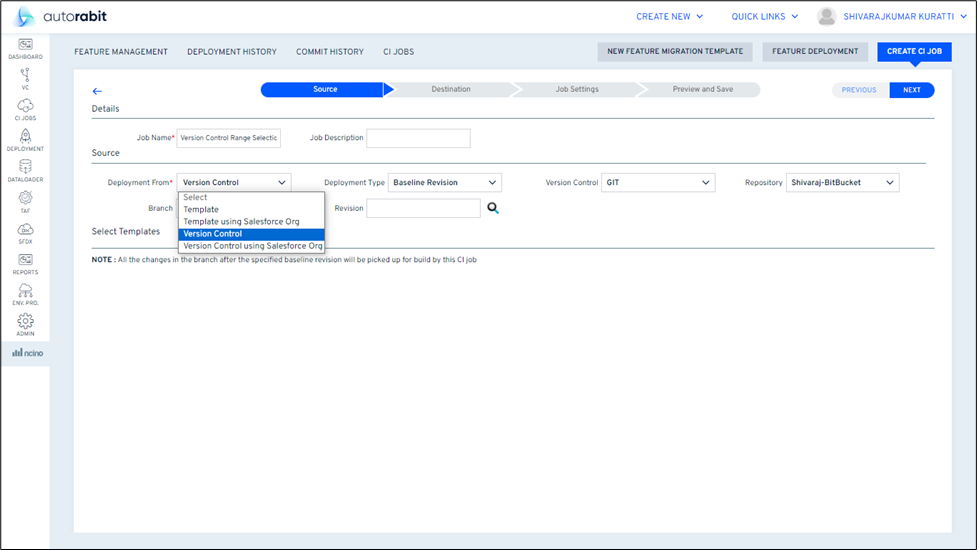 autorabit
CREATE NEW
QUICK LINKS
SHIVARAJKUMAR KURATTI
DASHBOARD
VC
CI JOBS
DEPLOYMENT
DATALOADER
TAF
SFDX
REPORTS
ENV. PRO.
ADMIN
ncino
FEATURE MANAGEMENT DEPLOYMENT HISTORY COMMIT HISTORY CI JOBS
NEW FEATURE MIGRATION TEMPLATE FEATURE DEPLOYMENT CREATE CI JOB
Source Destination Job Settings Preview and Save
PREVIOUS NEXT
Details
Job Name* Version Control Range Selectic Job Description
Source
Deployment From* Version Control Deployment Type Baseline Revision Version Control GIT Repository Shivaraj-BitBucket
Branch Revision
Select
Template
Template using Salesforce Org
Version Control
Version Control using Salesforce Org
Select Templates
NOTE : All the changes in the branch after the specified baseline revision will be picked up for build by this CI job